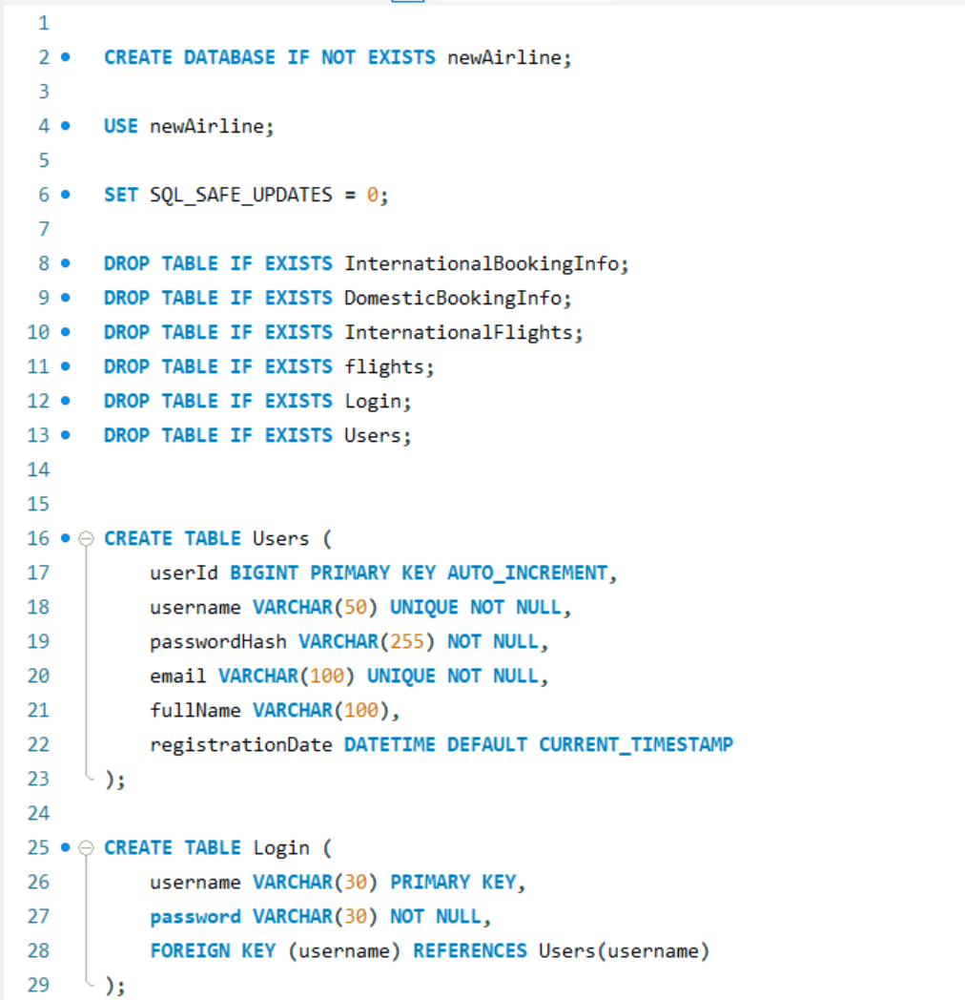 1
2 CREATE DATABASE IF NOT EXISTS newAirline;
3
4 USE newAirline;
5
6 SET SQL_SAFE_UPDATES = 0;
7
8 DROP TABLE IF EXISTS InternationalBookingInfo;
9 DROP TABLE IF EXISTS DomesticBookingInfo;
10 DROP TABLE IF EXISTS InternationalFlights;
11 DROP TABLE IF EXISTS flights;
12 DROP TABLE IF EXISTS Login;
13 DROP TABLE IF EXISTS Users;
14
15
16 CREATE TABLE Users (
17 userId BIGINT PRIMARY KEY AUTO_INCREMENT,
18 username VARCHAR(50) UNIQUE NOT NULL,
19 passwordHash VARCHAR(255) NOT NULL,
20 email VARCHAR(100) UNIQUE NOT NULL,
21 fullName VARCHAR(100),
22 registrationDate DATETIME DEFAULT CURRENT_TIMESTAMP
23 );
24
25 CREATE TABLE Login (
26 username VARCHAR(30) PRIMARY KEY,
27 password VARCHAR(30) NOT NULL,
28 FOREIGN KEY (username) REFERENCES Users(username)
29 );